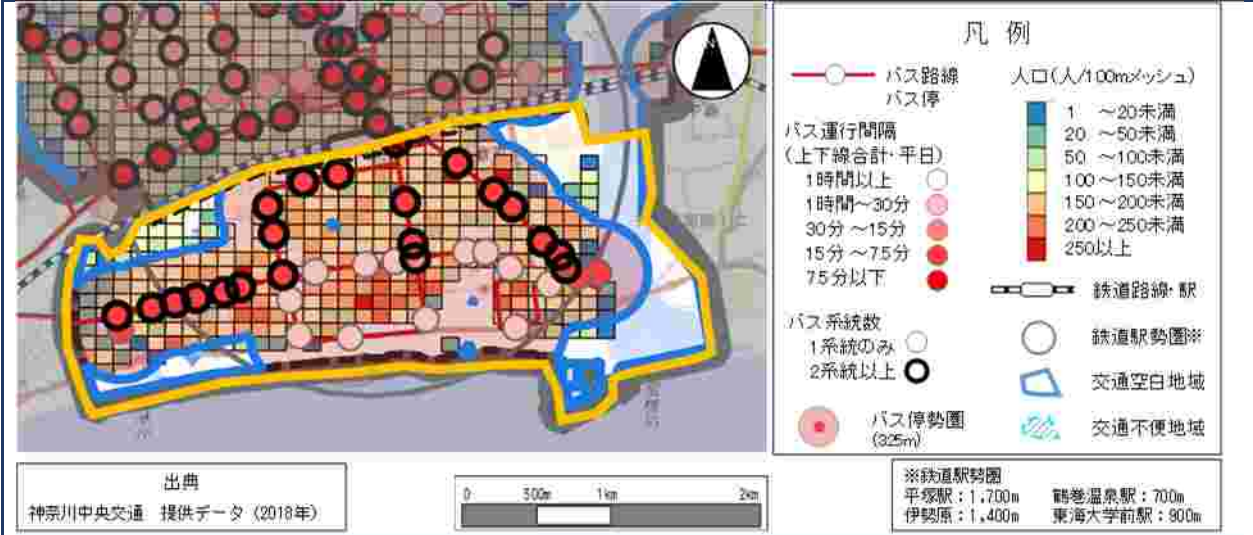 N
凡 例
バス路線
バス停
バス運行間隔
(上下線合計・平日)
1時間以上
1時間～30分
30分～15分
15分～7.5分
7.5分以下
バス系統数
1系統のみ
2系統以上
バス停勢圏
(325m)
人口(人/100mメッシュ)
1 ～20未満
20 ～50未満
50 ～100未満
100～150未満
150～200未満
200～250未満
250以上
鉄道路線・駅
鉄道駅勢圏※
交通空白地域
交通不便地域
出典
神奈川中央交通 提供データ（2018年）
0 500m 1km 2km
※鉄道駅勢圏
平塚駅：1,700m 鶴巻温泉駅：700m
伊勢原：1,400m 東海大学前駅：900m